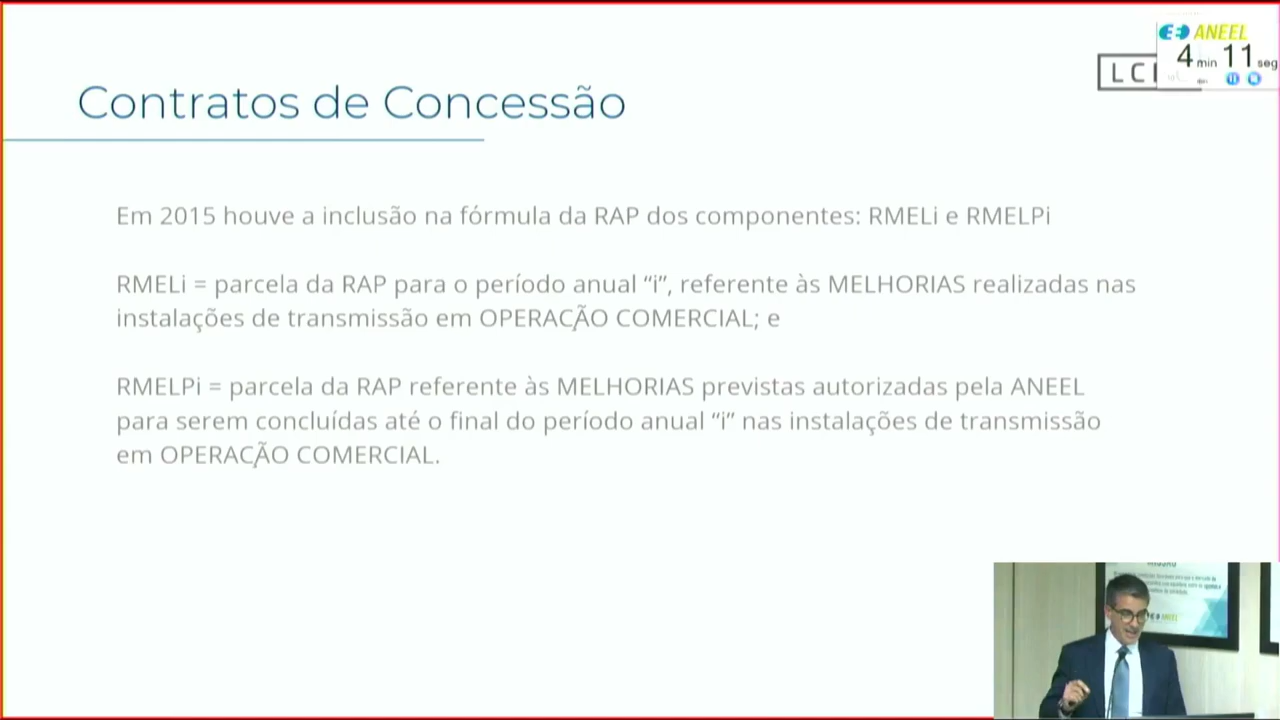 ANEEL
4 min 11 seg
LC
Contratos de Concessão
Em 2015 houve a inclusão na fórmula da RAP dos componentes: RMELi e RMELPi
RMELi = parcela da RAP para o período anual “i”, referente às MELHORIAS realizadas nas
instalações de transmissão em OPERAÇÃO COMERCIAL; e
RMELPi = parcela da RAP referente às MELHORIAS previstas autorizadas pela ANEEL
para serem concluídas até o final do período anual “i” nas instalações de transmissão
em OPERAÇÃO COMERCIAL.
ANEEL